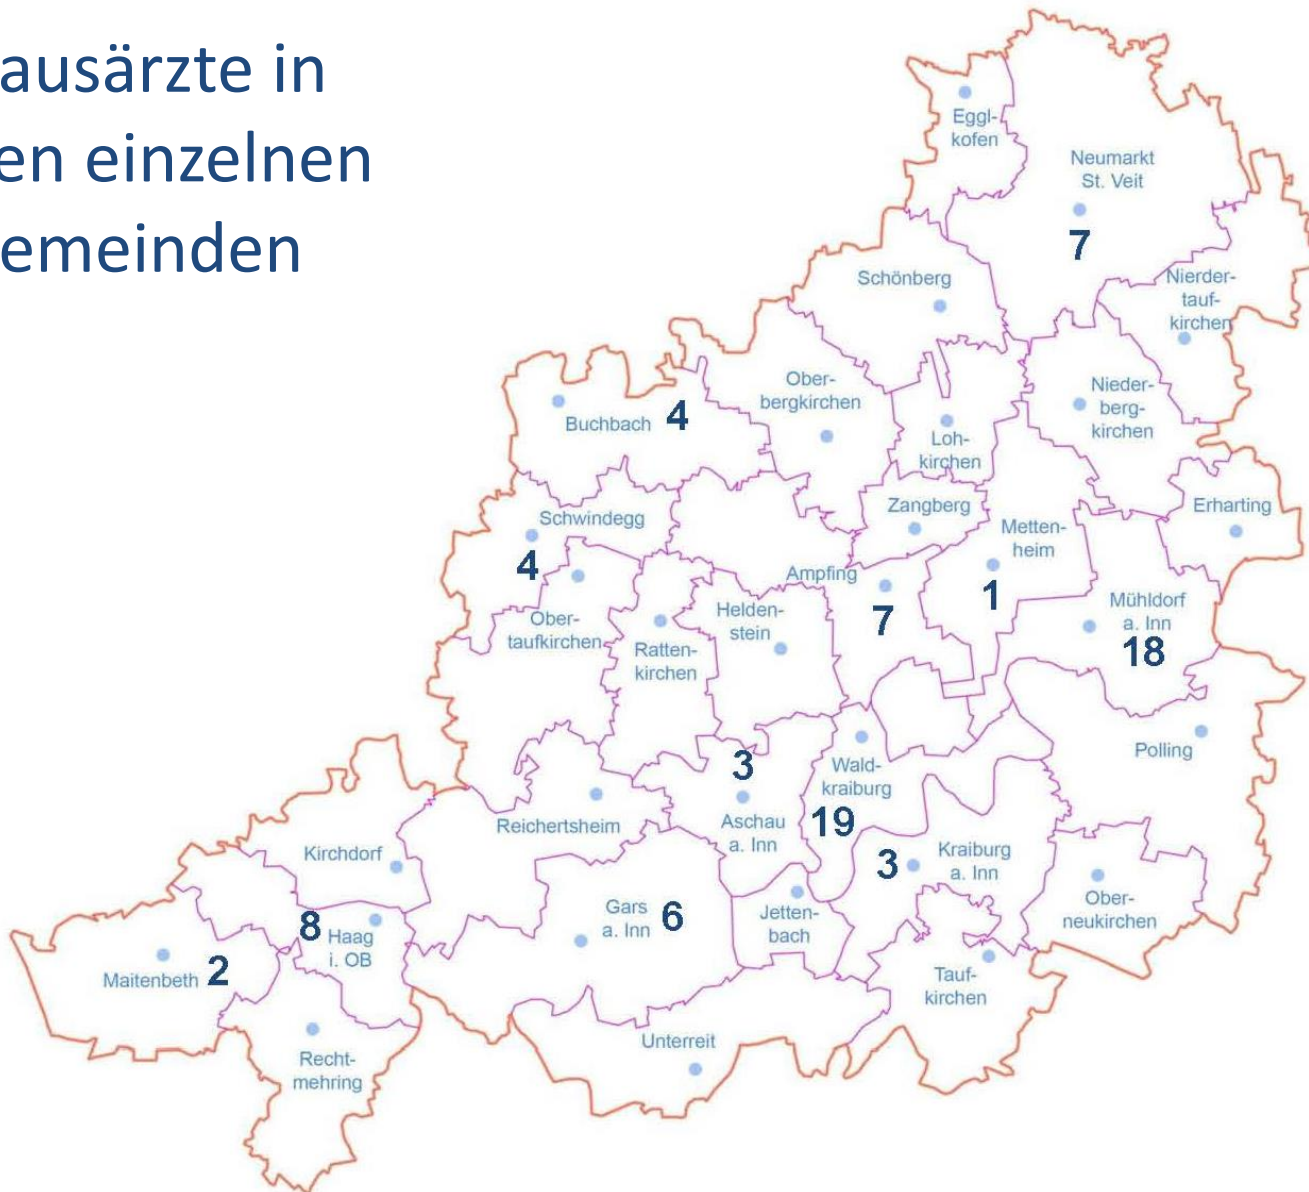 ausärzte in
en einzelnen
emeinden
Eggl-
kofen
Neumarkt
St. Veit
7
Schönberg
Nierder-
tauf-
kirchen
Ober-
bergkirchen
Nieder-
berg-
kirchen
Buchbach 4
Loh-
kirchen
Zangberg
Erharting
Schwindegg
4
Metten-
heim
1
Ampfing
7
Mühldorf
a. Inn
18
Ober-
taufkirchen
Helden-
stein
Ratten-
kirchen
Polling
3
Aschau
a. Inn
Wald-
kraiburg
19
Reichertsheim
Kirchdorf
3 Kraiburg
a. Inn
Ober-
neukirchen
Gars
a. Inn 6
Jetten-
bach
8 Haag
i. OB
Maitenbeth 2
Tauf-
kirchen
Unterreit
Recht-
mehring